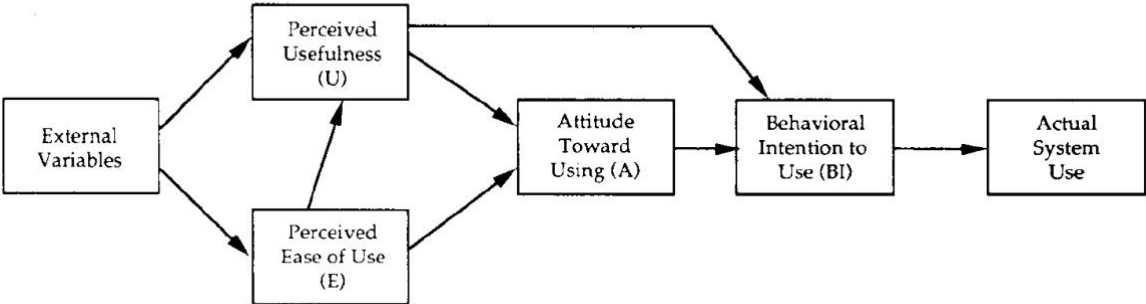 Perceived
Usefulness
(U)
External
Variables
Perceived
Ease of Use
(E)
Attitude
Toward
Using (A)
Behavioral
Intention to
Use (BI)
Actual
System
Use